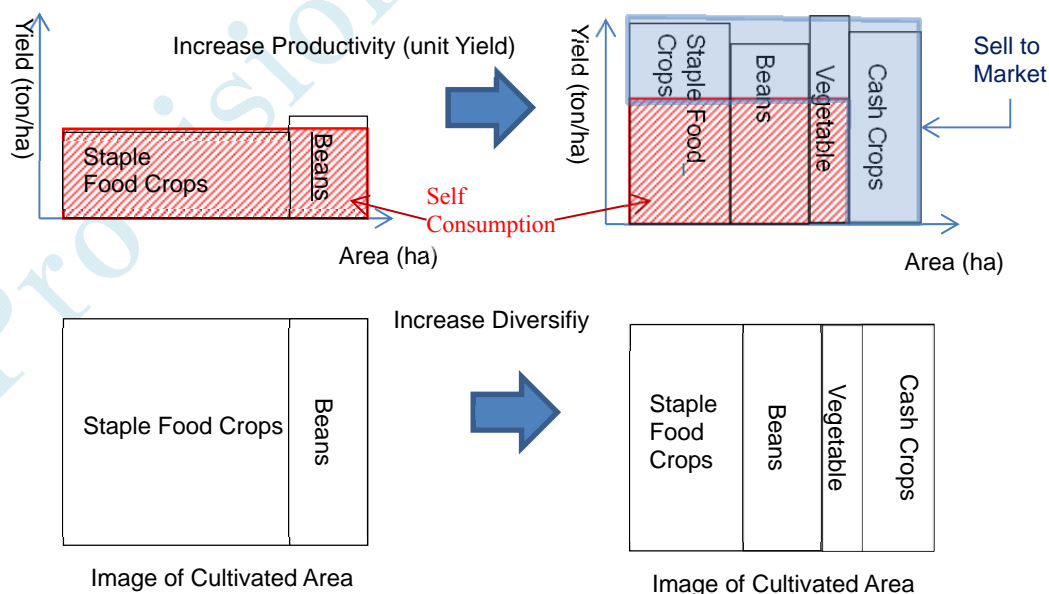 Yield (ton/ha)
Increase Productivity (unit Yield)
Staple
Food Crops
Beans
Self
Consumption
Area (ha)
Yield (ton/ha)
Staple Food
Crops
Beans
Vegetable
Cash Crops
Sell to
Market
Area (ha)
Increase Diversifiy
Staple Food Crops
Beans
Staple
Food
Crops
Beans
Vegetable
Cash Crops
Image of Cultivated Area
Image of Cultivated Area
Provision